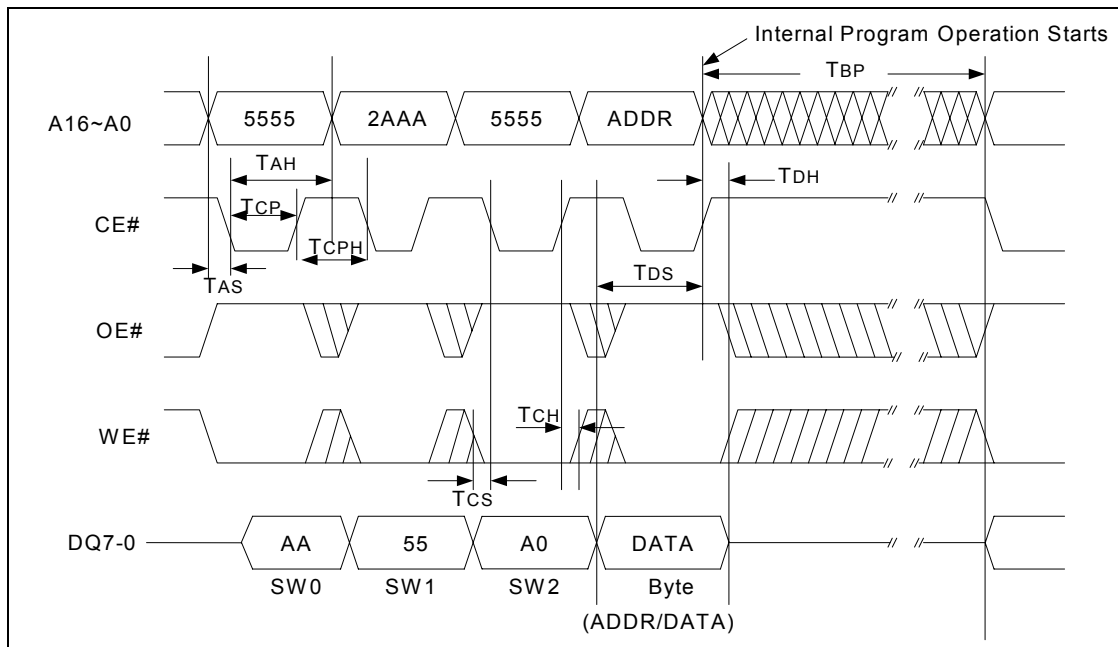 Internal Program Operation Starts
TBP
A16~A0
5555
2AAA
5555
ADDR
TAH
TDH
CE#
TCP
TCPH
TAS
TDS
OE#
WE#
TCH
TCS
DQ7-0
AA
55
A0
DATA
SW0
SW1
SW2
Byte
(ADDR/DATA)